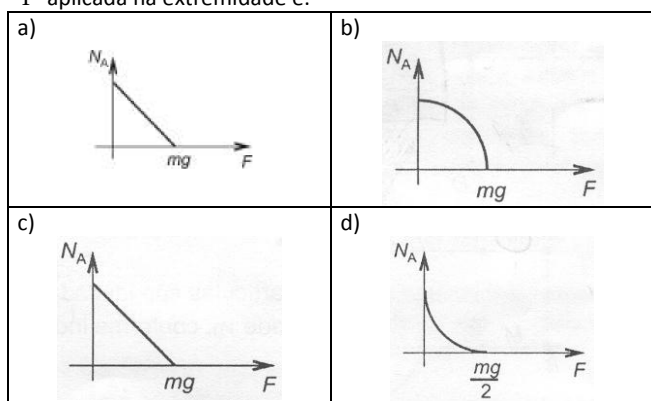 aplicada na extremidade é:
a)
b)
N_A
mg
F
N_A
mg
F
c)
d)
N_A
mg
F
N_A
mg
2
F